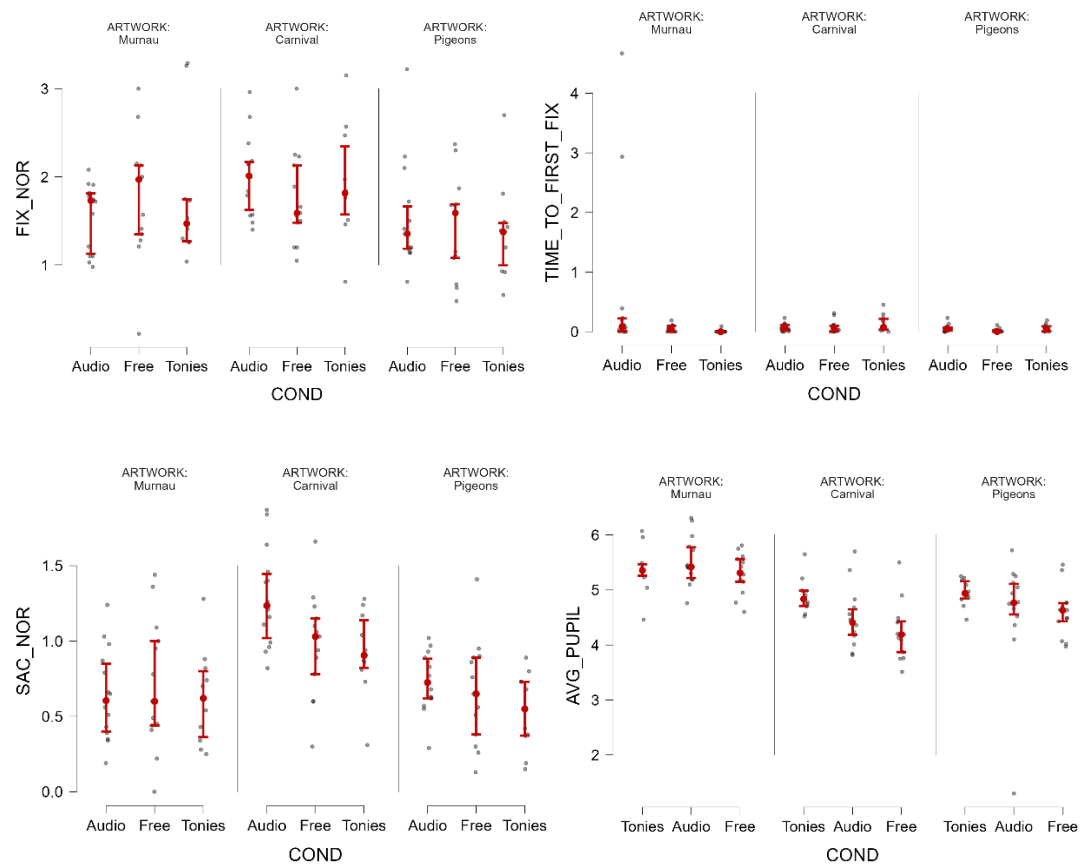 ARTWORK:
Murnau
ARTWORK:
Carnival
ARTWORK:
Pigeons
FIX_NOR
3
2
1
Audio Free Tonies Audio Free Tonies Audio Free Tonies
COND
ARTWORK:
Murnau
ARTWORK:
Carnival
ARTWORK:
Pigeons
TIME_TO_FIRST_FIX
4
3
2
1
0
Audio Free Tonies Audio Free Tonies Audio Free Tonies
COND
ARTWORK:
Murnau
ARTWORK:
Carnival
ARTWORK:
Pigeons
SAC_NOR
1.5
1.0
0.5
0.0
Audio Free Tonies Audio Free Tonies Audio Free Tonies
COND
ARTWORK:
Murnau
ARTWORK:
Carnival
ARTWORK:
Pigeons
AVG_PUPIL
6
5
4
3
2
Tonies Audio Free Tonies Audio Free Tonies Audio Free
COND